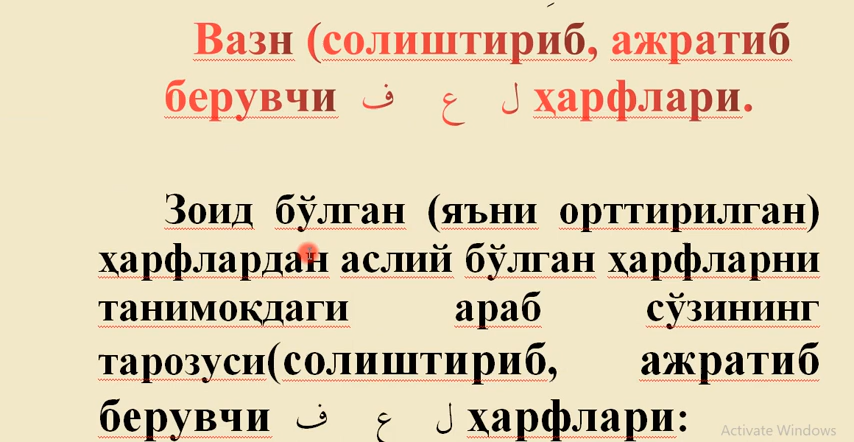 Вазн (солиштириб, ажратиб
берувчи ف ع ل ҳарфлари.
Зоид бўлган (яъни орттирилган)
ҳарфлардан аслий бўлган ҳарфларни
танимоқдаги араб сўзининг
тарозуси(солиштириб, ажратиб
берувчи ف ع ل ҳарфлари:
Activate Windows